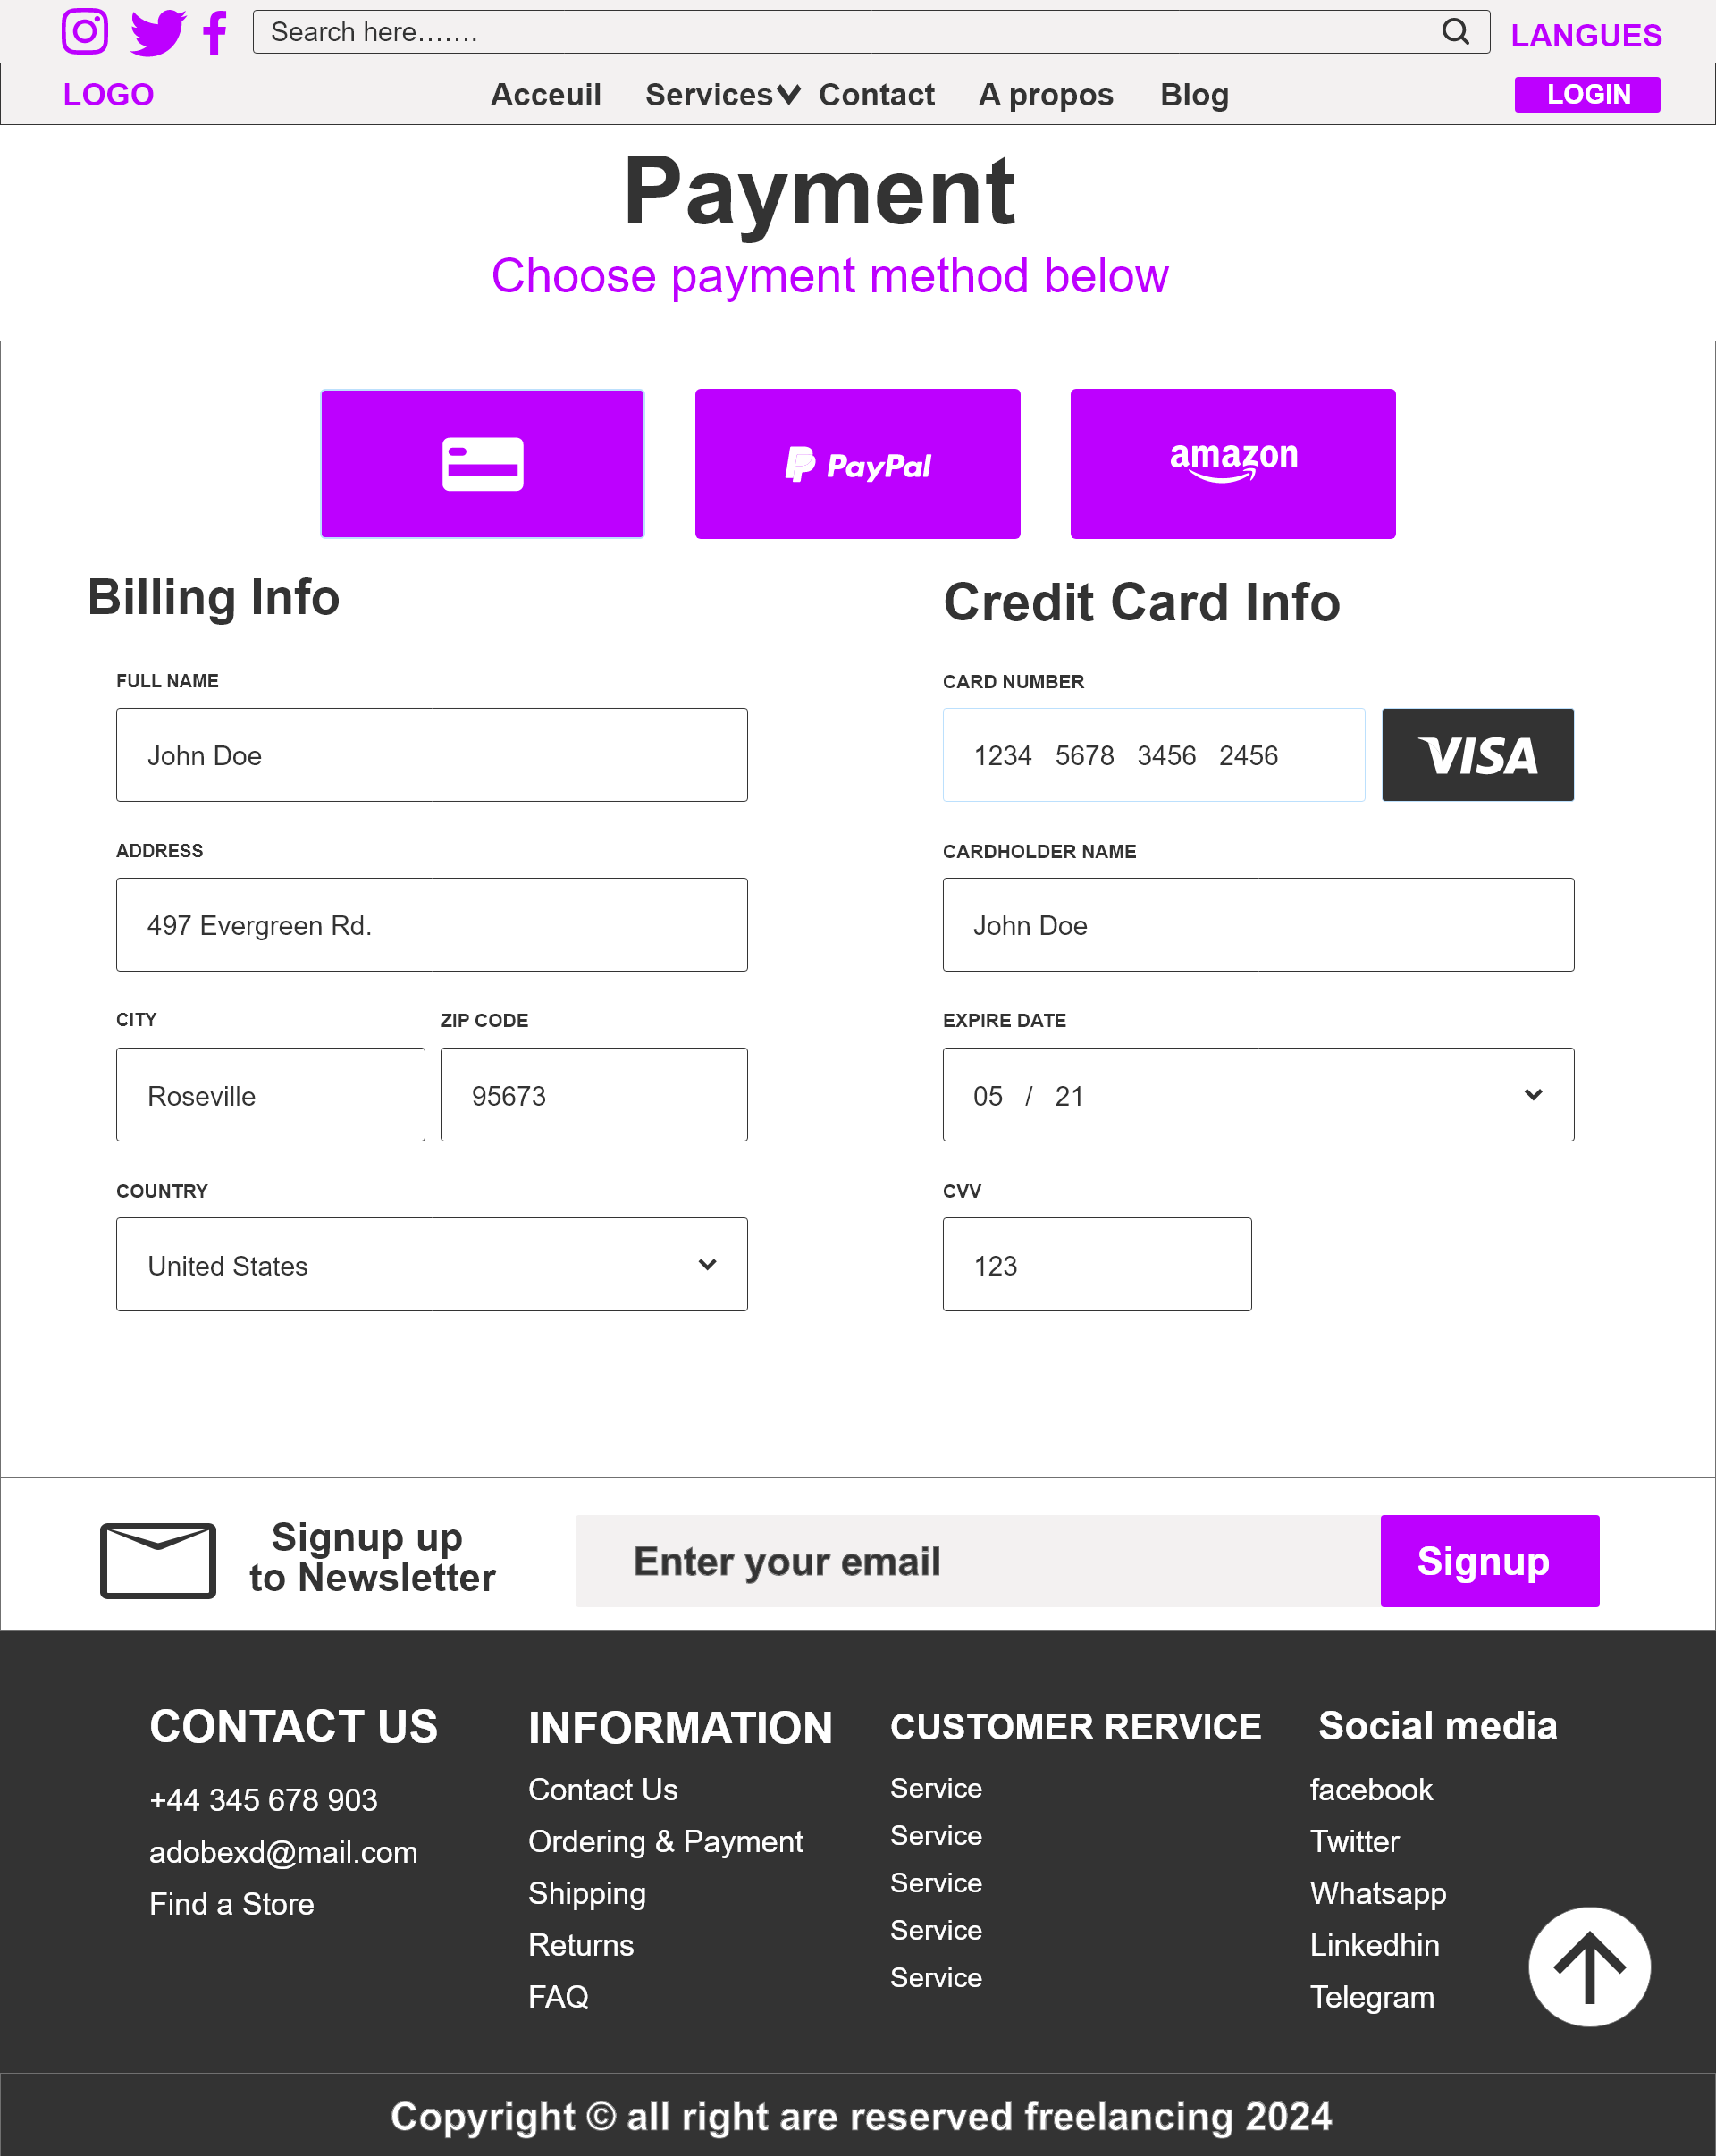 Search here.......
LANGUES
LOGO
Acceuil Services Contact A propos Blog
LOGIN
Payment
Choose payment method below
PayPal
amazon
Billing Info
Credit Card Info
FULL NAME
John Doe
CARD NUMBER
1234 5678 3456 2456
VISA
ADDRESS
497 Evergreen Rd.
CARDHOLDER NAME
John Doe
CITY
Roseville
ZIP CODE
95673
EXPIRE DATE
05 / 21
COUNTRY
United States
CVV
123
Signup up
to Newsletter
Enter your email
Signup
CONTACT US
+44 345 678 903
adobexd@mail.com
Find a Store
INFORMATION
Contact Us
Ordering & Payment
Shipping
Returns
FAQ
CUSTOMER RERVICE
Service
Service
Service
Service
Service
Social media
facebook
Twitter
Whatsapp
Linkedhin
Telegram
Copyright © all right are reserved freelancing 2024